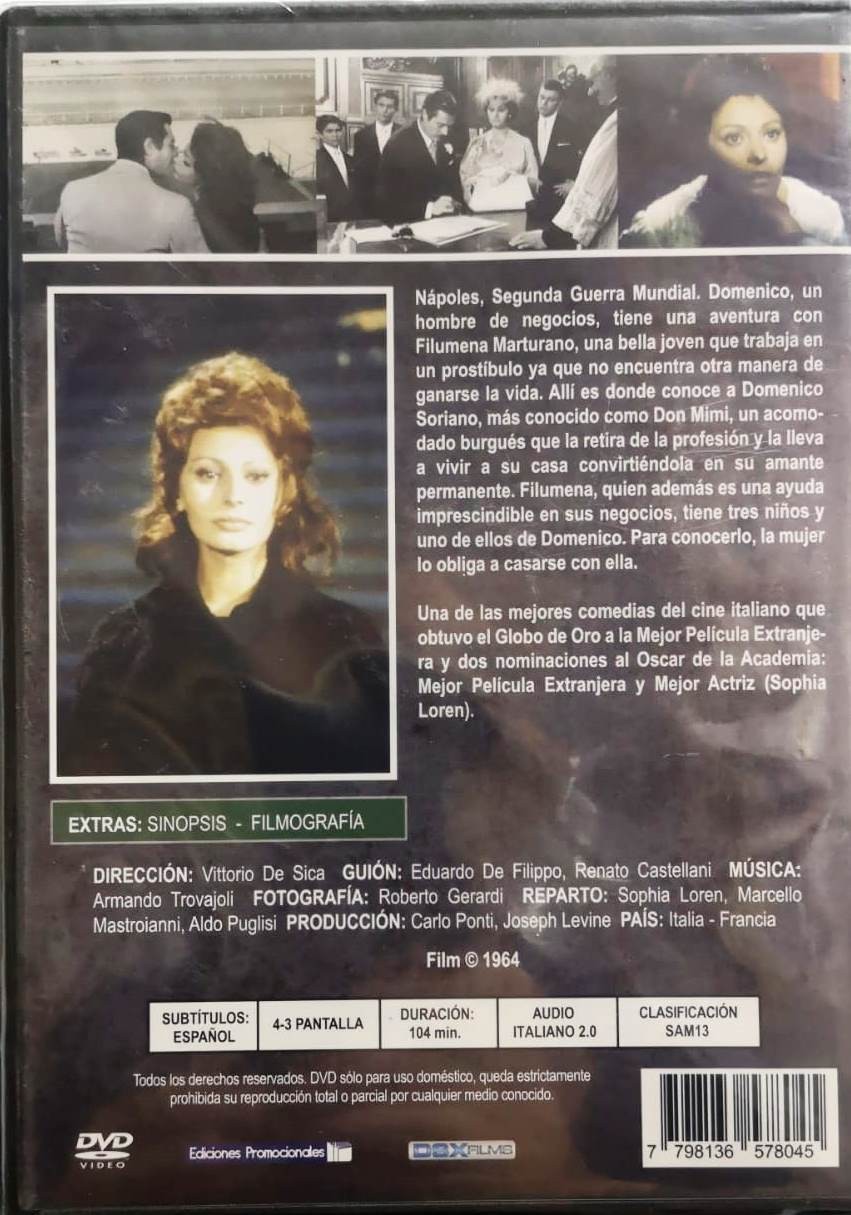 Nápoles, Segunda Guerra Mundial. Domenico, un
hombre de negocios, tiene una aventura con
Filumena Marturano, una bella joven que trabaja en
un prostíbulo ya que no encuentra otra manera de
ganarse la vida. Allí es donde conoce a Domenico
Soriano, más conocido como Don Mimi, un acomo-
dado burgués que la retira de la profesión y la lleva
a vivir a su casa convirtiéndola en su amante
permanente. Filumena, quien además es una ayuda
imprescindible en sus negocios, tiene tres niños y
uno de ellos de Domenico. Para conocerlo, la mujer
lo obliga a casarse con ella.
Una de las mejores comedias del cine italiano que
obtuvo el Globo de Oro a la Mejor Película Extranje-
ra y dos nominaciones al Oscar de la Academia:
Mejor Película Extranjera y Mejor Actriz (Sophia
Loren).
EXTRAS: SINOPSIS - FILMOGRAFÍA
DIRECCIÓN: Vittorio De Sica GUIÓN: Eduardo De Filippo, Renato Castellani MÚSICA:
Armando Trovajoli FOTOGRAFÍA: Roberto Gerardi REPARTO: Sophia Loren, Marcello
Mastroianni, Aldo Puglisi PRODUCCIÓN: Carlo Ponti, Joseph Levine PAÍS: Italia - Francia
Film © 1964
SUBTÍTULOS:
ESPAÑOL
4-3 PANTALLA
DURACIÓN:
104 min.
AUDIO
ITALIANO 2.0
CLASIFICACIÓN
SAM13
Todos los derechos reservados. DVD sólo para uso doméstico, queda estrictamente
prohibida su reproducción total o parcial por cualquier medio conocido.
DVD
VIDEO
Ediciones Promocionales
DSX FILMS
7 798136 578045